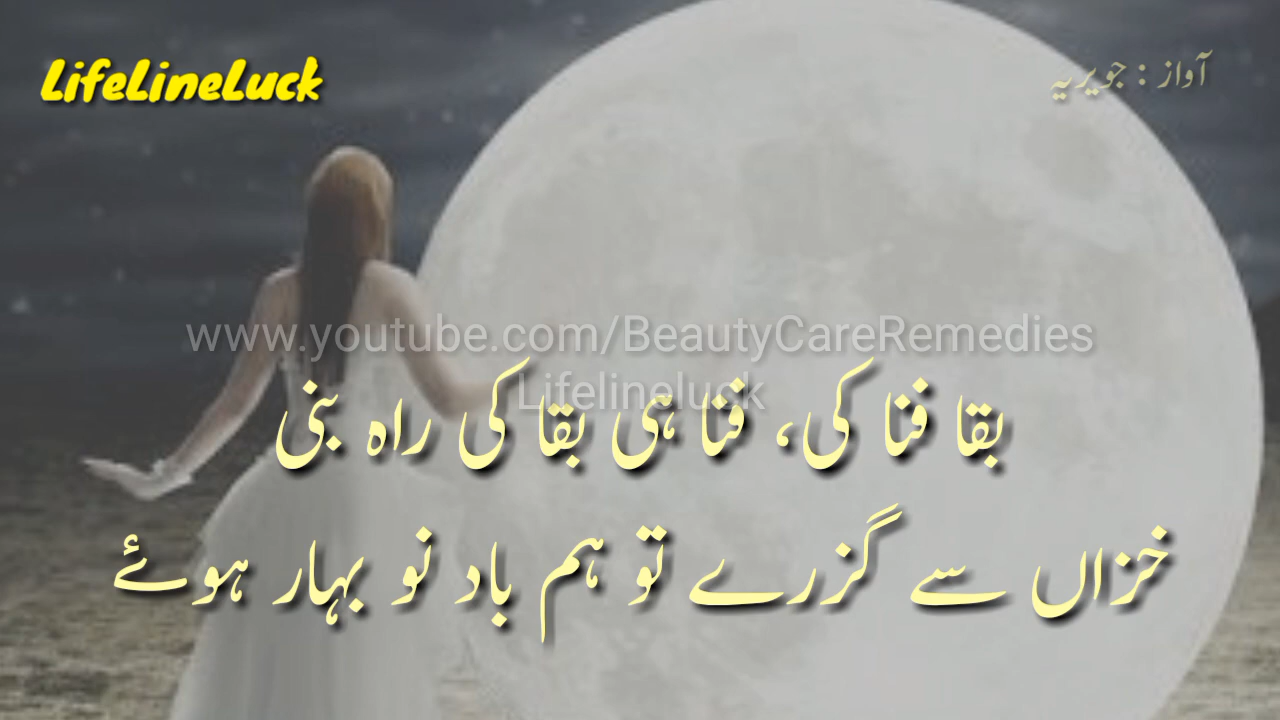 LifeLineLuck
آواز : جویریہ
www.youtube.com/BeautyCareRemedies
Lifelineluck
بقا فنا کی، فنا ہی بقا کی راہ بنی
خزاں سے گزرے تو ہم باد نو بہار ہوئے